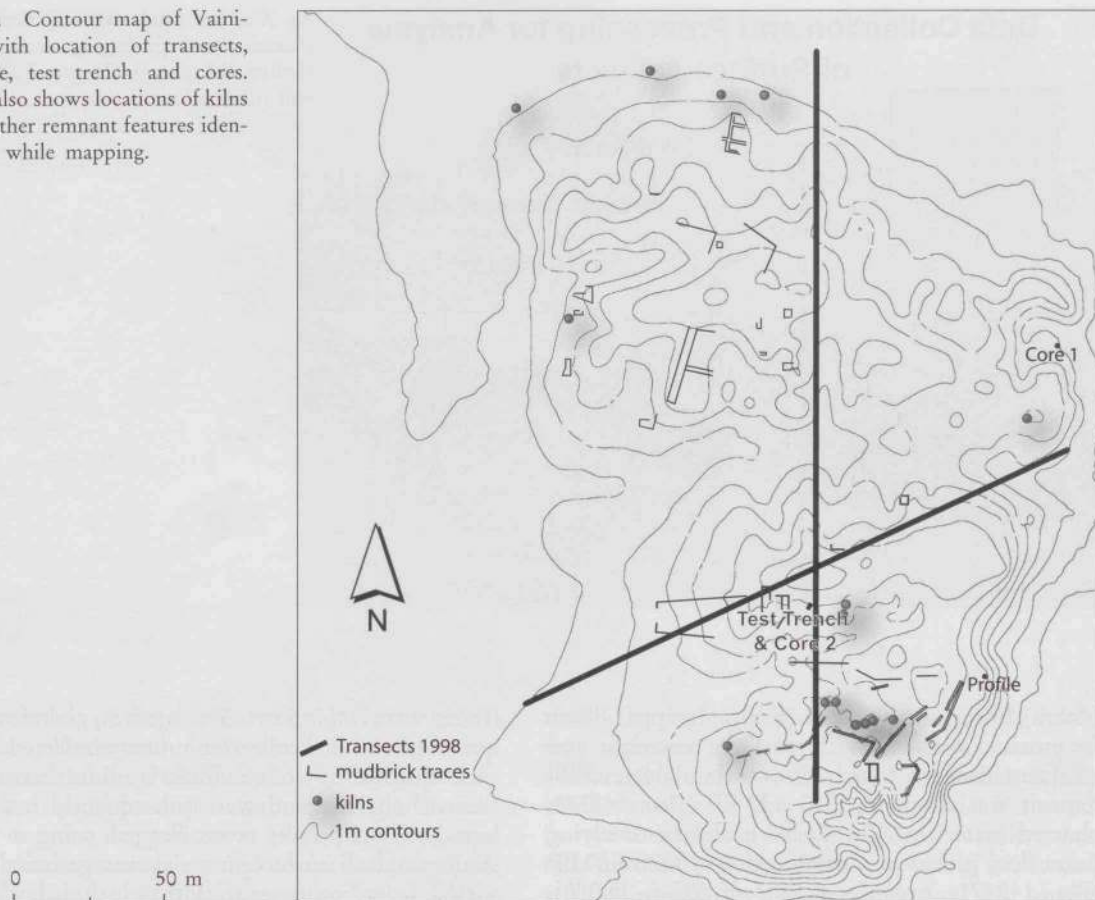 Contour map of Vaini-
with location of transects,
e, test trench and cores.
also shows locations of kilns
ther remnant features iden-
while mapping.
Core 1
N
Test/Trench
& Core 2
Profile
Transects 1998
mudbrick traces
kilns
1m contours
0 50 m